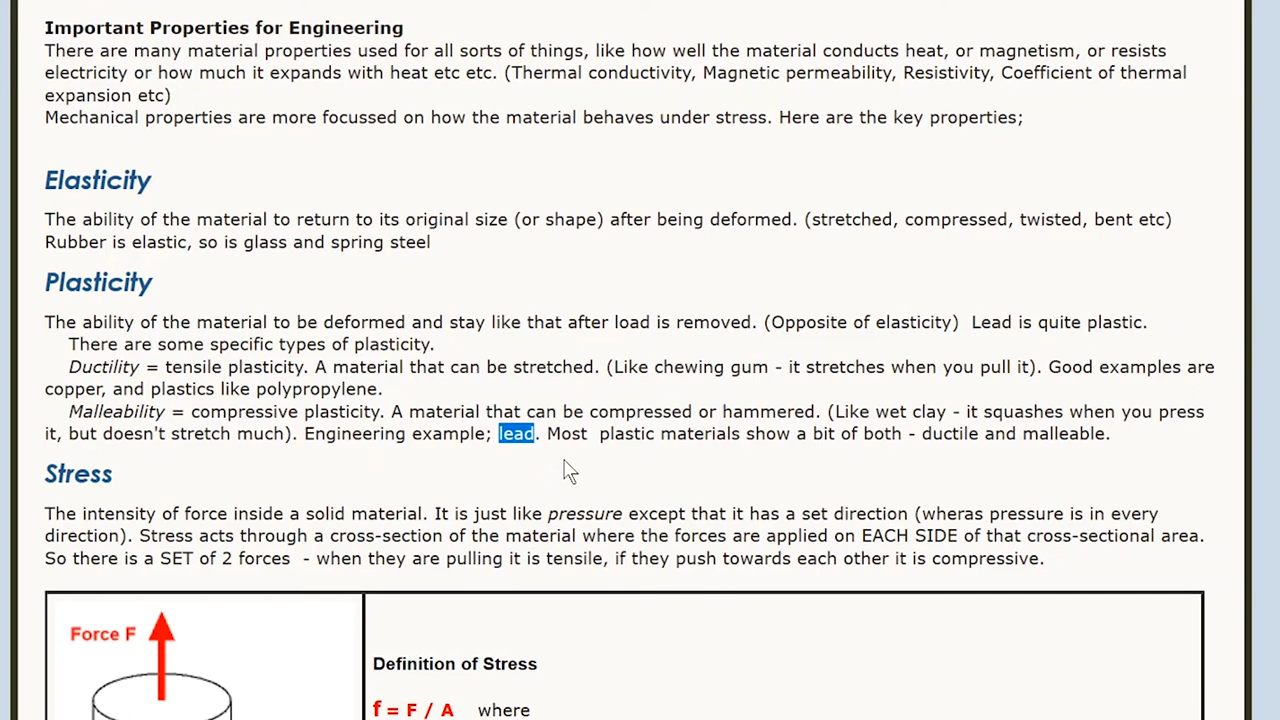 Important Properties for Engineering
There are many material properties used for all sorts of things, like how well the material conducts heat, or magnetism, or resists
electricity or how much it expands with heat etc etc. (Thermal conductivity, Magnetic permeability, Resistivity, Coefficient of thermal
expansion etc)
Mechanical properties are more focussed on how the material behaves under stress. Here are the key properties;
Elasticity
The ability of the material to return to its original size (or shape) after being deformed. (stretched, compressed, twisted, bent etc)
Rubber is elastic, so is glass and spring steel
Plasticity
The ability of the material to be deformed and stay like that after load is removed. (Opposite of elasticity)  Lead is quite plastic.
There are some specific types of plasticity.
Ductility = tensile plasticity. A material that can be stretched. (Like chewing gum - it stretches when you pull it). Good examples are
copper, and plastics like polypropylene.
Malleability = compressive plasticity. A material that can be compressed or hammered. (Like wet clay - it squashes when you press
it, but doesn't stretch much). Engineering example; lead. Most  plastic materials show a bit of both - ductile and malleable.
Stress
The intensity of force inside a solid material. It is just like pressure except that it has a set direction (wheras pressure is in every
direction). Stress acts through a cross-section of the material where the forces are applied on EACH SIDE of that cross-sectional area.
So there is a SET of 2 forces  - when they are pulling it is tensile, if they push towards each other it is compressive.
Force F
Definition of Stress
f = F / A where